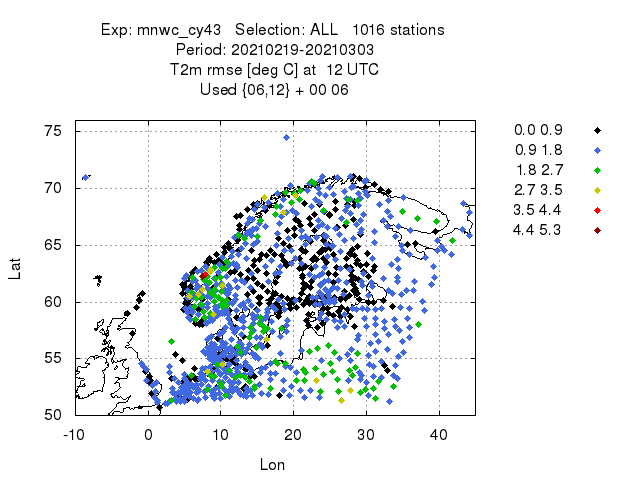 Exp: mnwc_cy43 Selection: ALL 1016 stations
Period: 20210219-20210303
T2m rmse [deg C] at 12 UTC
Used {06,12} + 00 06
0.0 0.9
0.9 1.8
1.8 2.7
2.7 3.5
3.5 4.4
4.4 5.3
75
70
65
60
55
50
Lat
-10 0 10 20 30 40
Lon